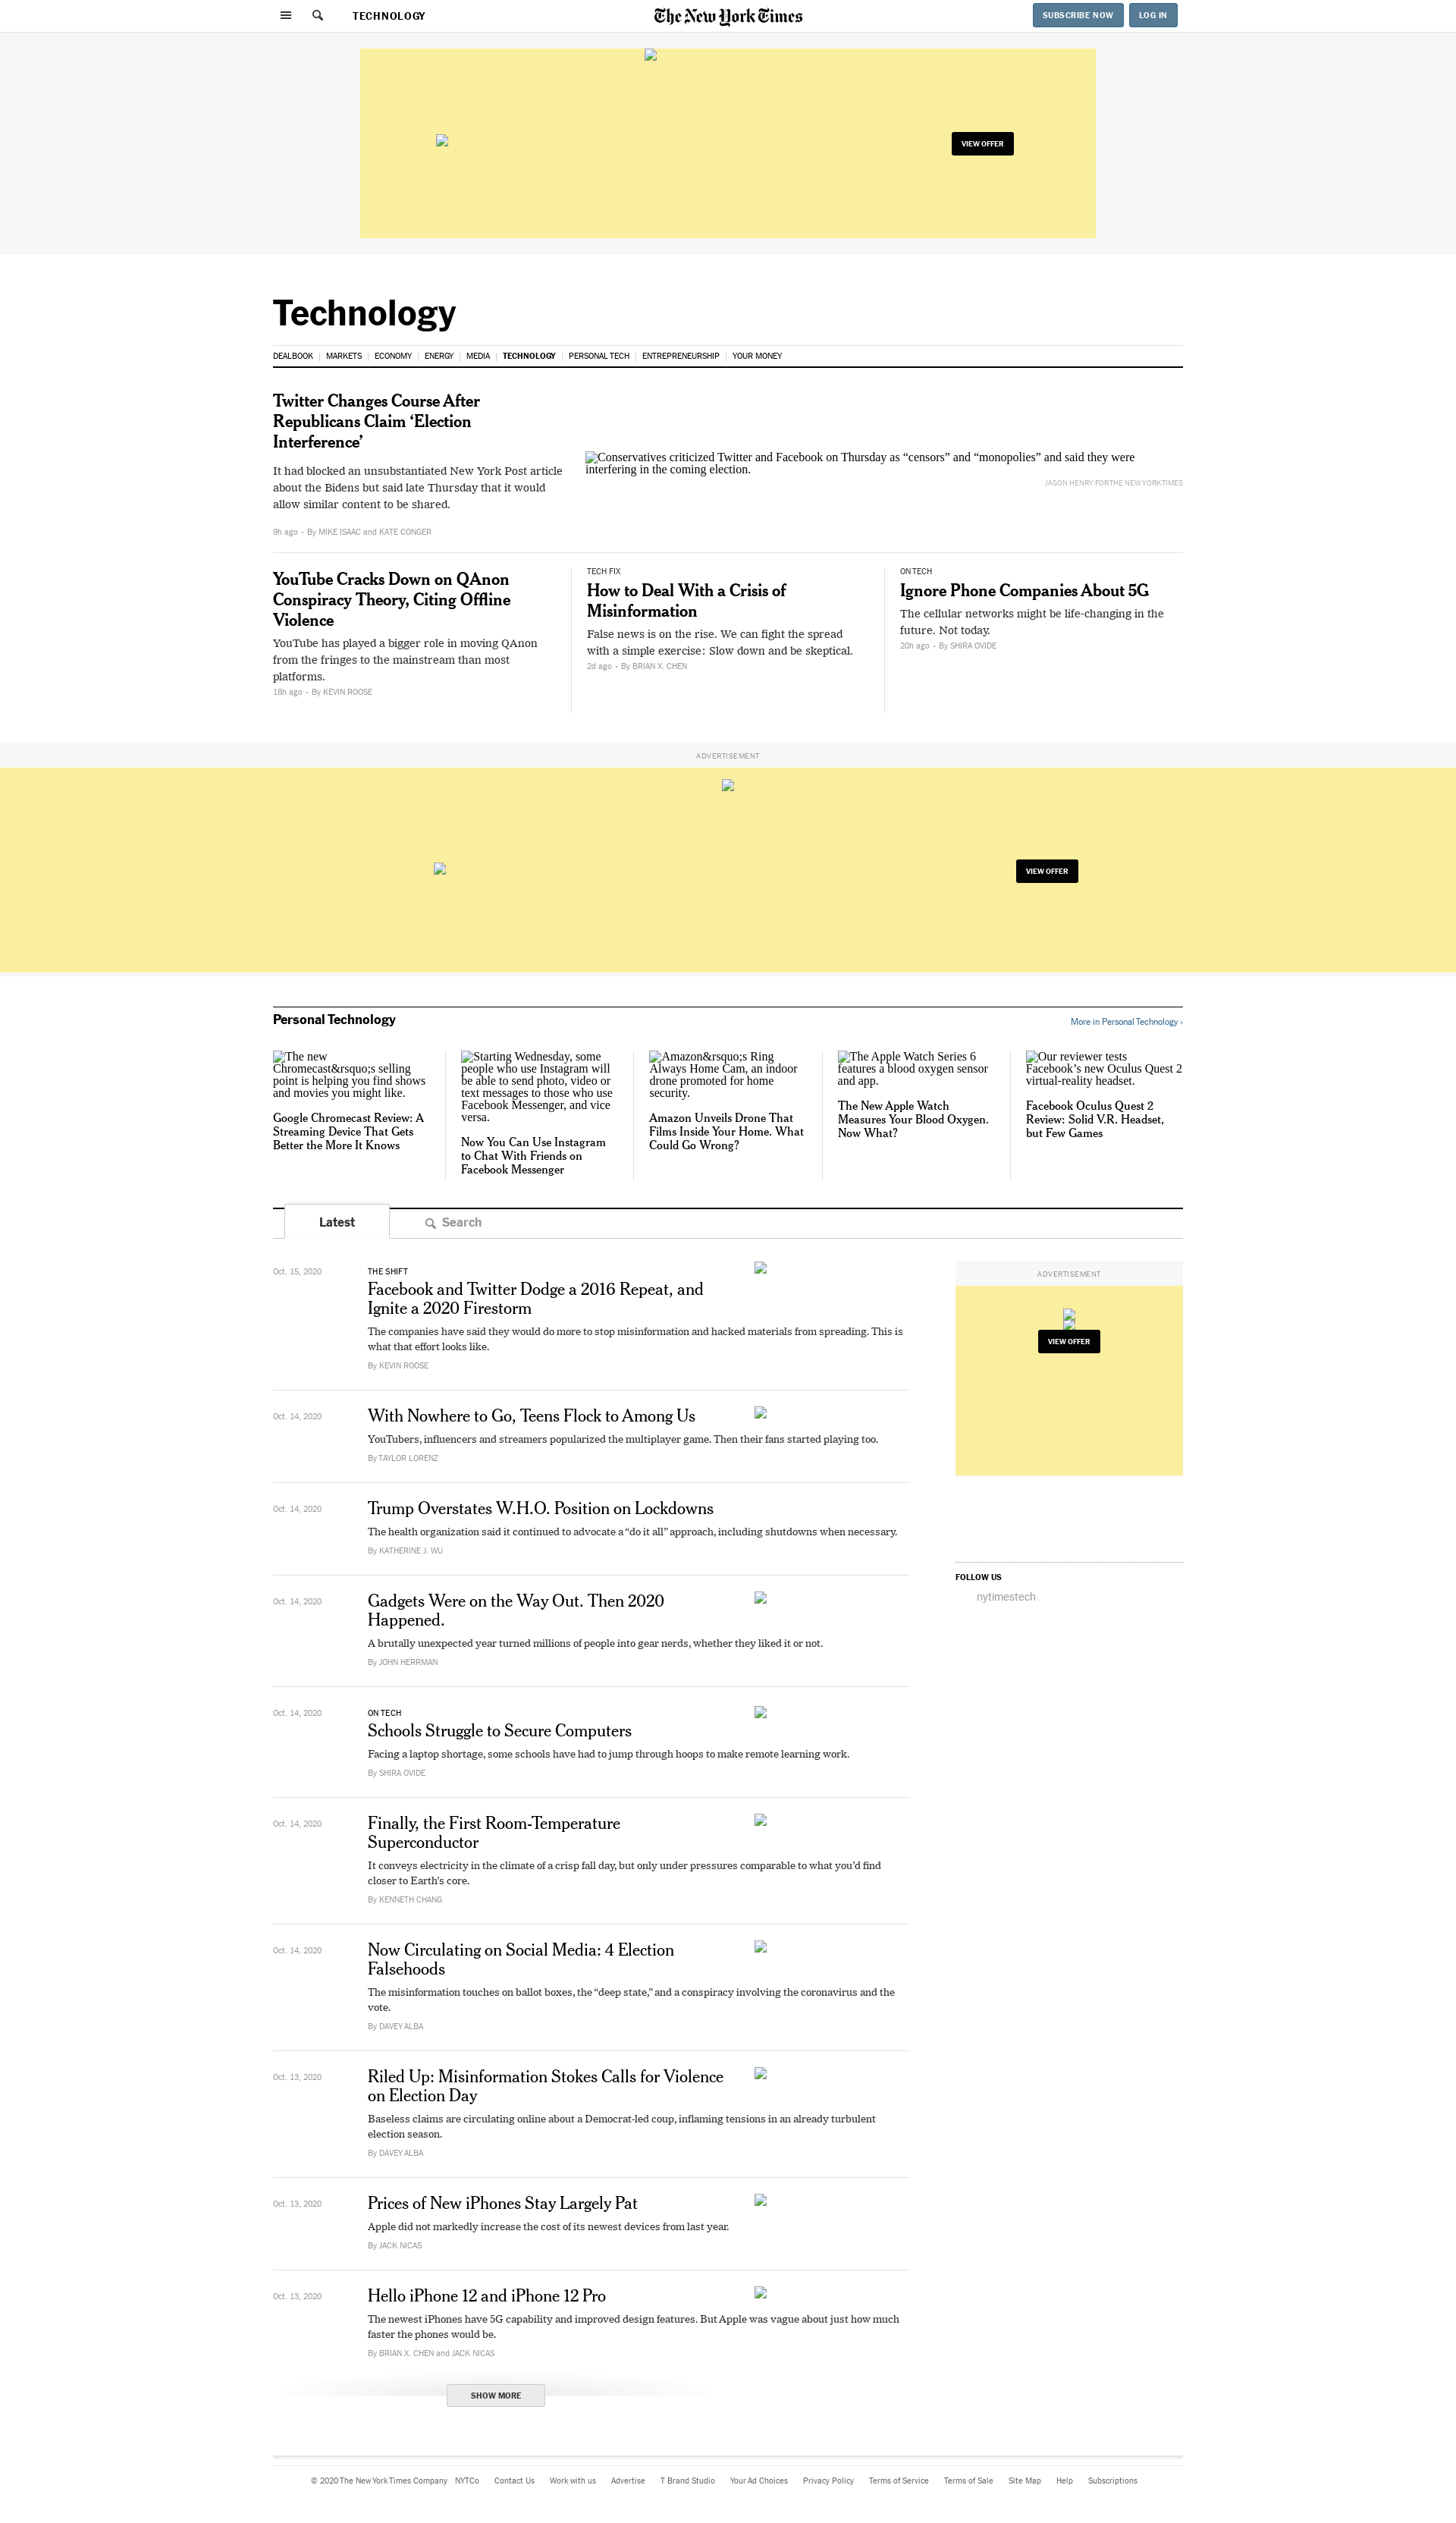 TECHNOLOGY
The New York Times
SUBSCRIBE NOW
LOG IN
VIEW OFFER
Technology
DEALBOOK
MARKETS
ECONOMY
ENERGY
MEDIA
TECHNOLOGY
PERSONAL TECH
ENTREPRENEURSHIP
YOUR MONEY
Twitter Changes Course After
Republicans Claim ‘Election
Interference’
It had blocked an unsubstantiated New York Post article
about the Bidens but said late Thursday that it would
allow similar content to be shared.
9h ago • By MIKE ISAAC and KATE CONGER
Conservatives criticized Twitter and Facebook on Thursday as “censors” and “monopolies” and said they were
interfering in the coming election.
JASON HENRY FOR THE NEW YORK TIMES
YouTube Cracks Down on QAnon
Conspiracy Theory, Citing Offline
Violence
YouTube has played a bigger role in moving QAnon
from the fringes to the mainstream than most
platforms.
18h ago • By KEVIN ROOSE
TECH FIX
How to Deal With a Crisis of
Misinformation
False news is on the rise. We can fight the spread
with a simple exercise: Slow down and be skeptical.
2d ago • By BRIAN X. CHEN
ON TECH
Ignore Phone Companies About 5G
The cellular networks might be life-changing in the
future. Not today.
20h ago • By SHIRA OVIDE
ADVERTISEMENT
VIEW OFFER
Personal Technology
More in Personal Technology ›
The new
Chromecast&rsquo;s selling
point is helping you find shows
and movies you might like.
Google Chromecast Review: A
Streaming Device That Gets
Better the More It Knows
Starting Wednesday, some
people who use Instagram will
be able to send photo, video or
text messages to those who use
Facebook Messenger, and vice
versa.
Now You Can Use Instagram
to Chat With Friends on
Facebook Messenger
Amazon&rsquo;s Ring
Always Home Cam, an indoor
drone promoted for home
security.
Amazon Unveils Drone That
Films Inside Your Home. What
Could Go Wrong?
The Apple Watch Series 6
features a blood oxygen sensor
and app.
The New Apple Watch
Measures Your Blood Oxygen.
Now What?
Our reviewer tests
Facebook’s new Oculus Quest 2
virtual-reality headset.
Facebook Oculus Quest 2
Review: Solid V.R. Headset,
but Few Games
Latest
Search
Oct. 15, 2020
THE SHIFT
Facebook and Twitter Dodge a 2016 Repeat, and
Ignite a 2020 Firestorm
The companies have said they would do more to stop misinformation and hacked materials from spreading. This is
what that effort looks like.
By KEVIN ROOSE
ADVERTISEMENT
VIEW OFFER
Oct. 14, 2020
With Nowhere to Go, Teens Flock to Among Us
YouTubers, influencers and streamers popularized the multiplayer game. Then their fans started playing too.
By TAYLOR LORENZ
Oct. 14, 2020
Trump Overstates W.H.O. Position on Lockdowns
The health organization said it continued to advocate a “do it all” approach, including shutdowns when necessary.
By KATHERINE J. WU
FOLLOW US
nytimestech
Oct. 14, 2020
Gadgets Were on the Way Out. Then 2020
Happened.
A brutally unexpected year turned millions of people into gear nerds, whether they liked it or not.
By JOHN HERRMAN
Oct. 14, 2020
ON TECH
Schools Struggle to Secure Computers
Facing a laptop shortage, some schools have had to jump through hoops to make remote learning work.
By SHIRA OVIDE
Oct. 14, 2020
Finally, the First Room-Temperature
Superconductor
It conveys electricity in the climate of a crisp fall day, but only under pressures comparable to what you’d find
closer to Earth’s core.
By KENNETH CHANG
Oct. 14, 2020
Now Circulating on Social Media: 4 Election
Falsehoods
The misinformation touches on ballot boxes, the “deep state,” and a conspiracy involving the coronavirus and the
vote.
By DAVEY ALBA
Oct. 13, 2020
Riled Up: Misinformation Stokes Calls for Violence
on Election Day
Baseless claims are circulating online about a Democrat-led coup, inflaming tensions in an already turbulent
election season.
By DAVEY ALBA
Oct. 13, 2020
Prices of New iPhones Stay Largely Pat
Apple did not markedly increase the cost of its newest devices from last year.
By JACK NICAS
Oct. 13, 2020
Hello iPhone 12 and iPhone 12 Pro
The newest iPhones have 5G capability and improved design features. But Apple was vague about just how much
faster the phones would be.
By BRIAN X. CHEN and JACK NICAS
SHOW MORE
© 2020 The New York Times Company NYTCo Contact Us Work with us Advertise T Brand Studio Your Ad Choices Privacy Policy Terms of Service Terms of Sale Site Map Help Subscriptions